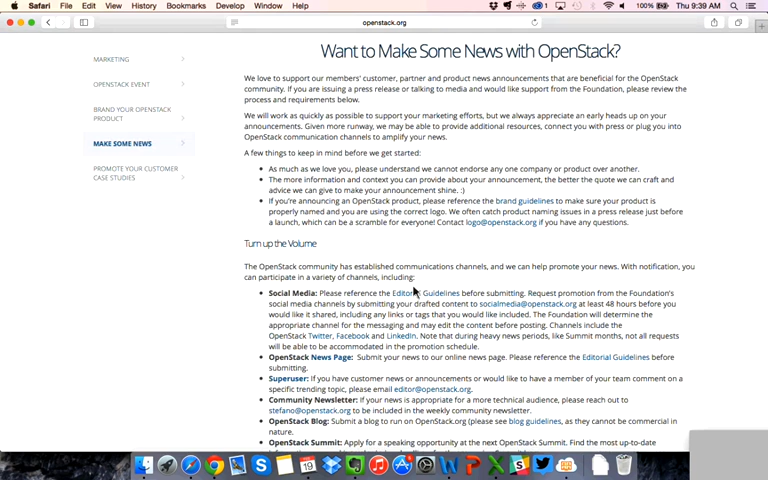 Safari File Edit View History Bookmarks Develop Window Help
1 100% Thu 9:39 AM
openstack.org
MARKETING
OPENSTACK EVENT
BRAND YOUR OPENSTACK
PRODUCT
MAKE SOME NEWS
PROMOTE YOUR CUSTOMER
CASE STUDIES
Want to Make Some News with OpenStack?
We love to support our members' customer, partner and product news announcements that are beneficial for the OpenStack
community. If you are issuing a press release or talking to media and would like support from the Foundation, please review the
process and requirements below.
We will work as quickly as possible to support your marketing efforts, but we always appreciate an early heads up on your
announcements. Given more runway, we may be able to provide additional resources, connect you with press or plug you into
OpenStack communication channels to amplify your news.
A few things to keep in mind before we get started:
• As much as we love you, please understand we cannot endorse any one company or product over another.
• The more information and context you can provide about your announcement, the better the quote we can craft and
advice we can give to make your announcement shine. :)
• If you're announcing an OpenStack product, please reference the brand guidelines to make sure your product is
properly named and you are using the correct logo. We often catch product naming issues in a press release just before
a launch, which can be a scramble for everyone! Contact logo@openstack.org if you have any questions.
Turn up the Volume
The OpenStack community has established communications channels, and we can help promote your news. With notification, you
can participate in a variety of channels, including:
• Social Media: Please reference the Editorial Guidelines before submitting. Request promotion from the Foundation's
social media channels by submitting your drafted content to socialmedia@openstack.org at least 48 hours before you
would like it shared, including any links or tags that you would like included. The Foundation will determine the
appropriate channel for the messaging and may edit the content before posting. Channels include the
OpenStack Twitter, Facebook and LinkedIn. Note that during heavy news periods, like Summit months, not all requests
will be able to be accommodated in the promotion schedule.
• OpenStack News Page: Submit your news to our online news page. Please reference the Editorial Guidelines before
submitting.
• Superuser: If you have customer news or announcements or would like to have a member of your team comment on a
specific trending topic, please email editor@openstack.org.
• Community Newsletter: If your news is appropriate for a more technical audience, please reach out to
stefano@openstack.org to be included in the weekly community newsletter.
• OpenStack Blog: Submit a blog to run on OpenStack.org (please see blog guidelines, as they cannot be commercial in
nature.
• OpenStack Summit: Apply for a speaking opportunity at the next OpenStack Summit. Find the most up-to-date
19